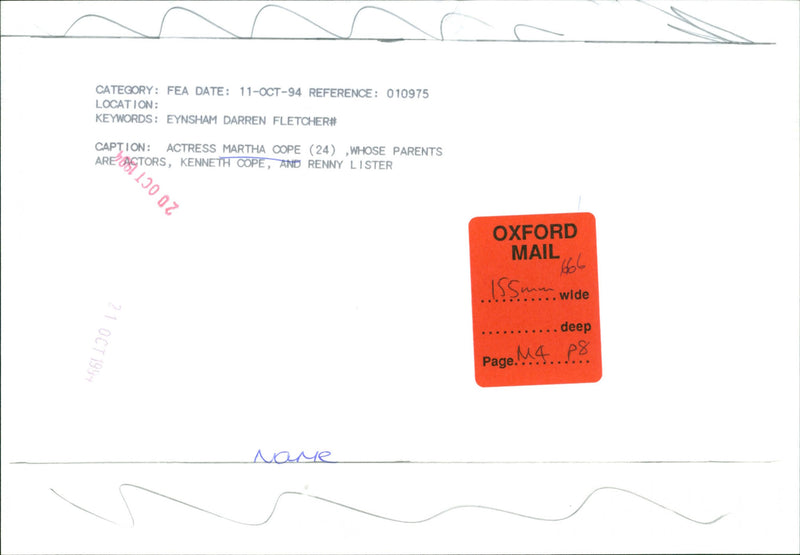 CATEGORY: FEA DATE: 11-OCT-94 REFERENCE: 010975
LOCATION:
KEYWORDS: EYNSHAM DARREN FLETCHER#
CAPTION: ACTRESS MARTHA COPE (24) ,WHOSE PARENTS
ARE ACTORS, KENNETH COPE, AND RENNY LISTER
20 OCT 1994
21 OCT 1994
OXFORD
MAIL
166
155mm wide
deep
Page M4 P8
Name